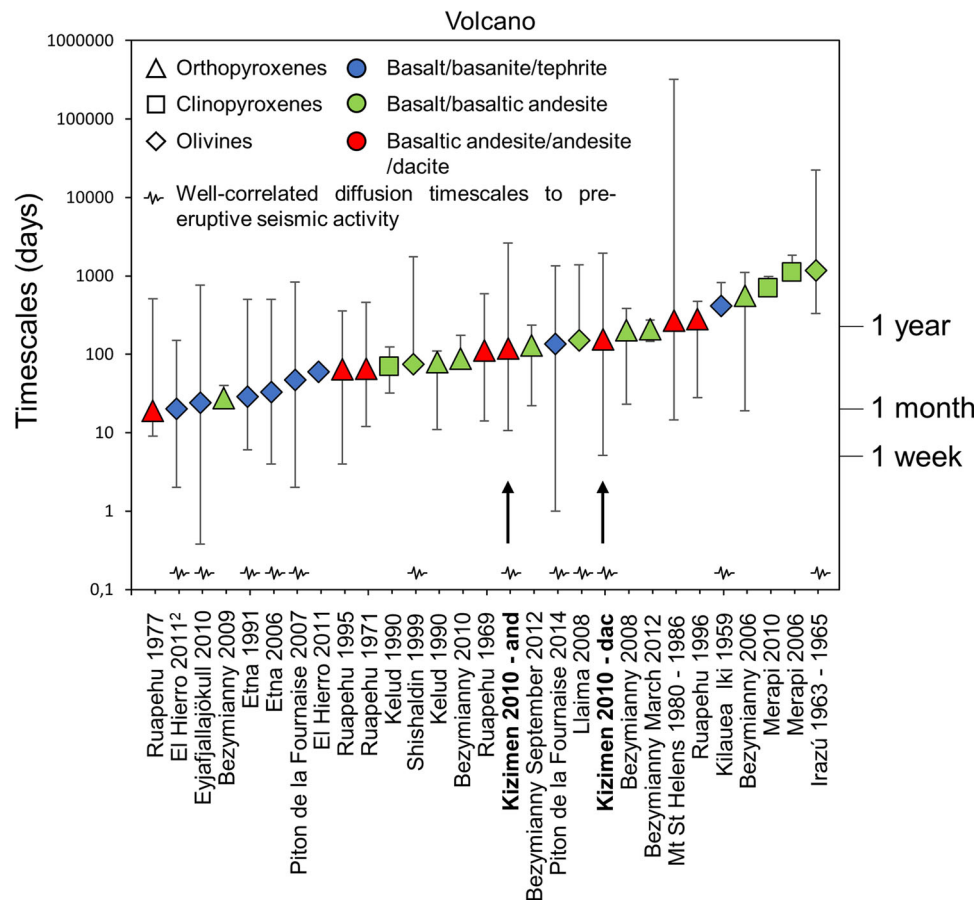 Volcano
1000000
100000
10000
1000
100
10
1
0,1
Timescales (days)
Orthopyroxenes
Clinopyroxenes
Olivines
Basalt/basanite/tephrite
Basalt/basaltic andesite
Basaltic andesite/andesite
/dacite
Well-correlated diffusion timescales to pre-
eruptive seismic activity
1 year
1 month
1 week
Ruapehu 1977
El Hierro 2011²
Eyjafjallajökull 2010
Bezymianny 2009
Etna 1991
Etna 2006
Piton de la Fournaise 2007
El Hierro 2011
Ruapehu 1995
Ruapehu 1971
Kelud 1990
Shishaldin 1999
Kelud 1990
Bezymianny 2010
Ruapehu 1969
Kizimen 2010 - and
Bezymianny September 2012
Piton de la Fournaise 2014
Llaima 2008
Kizimen 2010 - dac
Bezymianny 2008
Bezymianny March 2012
Mt St Helens 1980 - 1986
Ruapehu 1996
Kilauea Iki 1959
Bezymianny 2006
Merapi 2010
Merapi 2006
Irazú 1963 - 1965